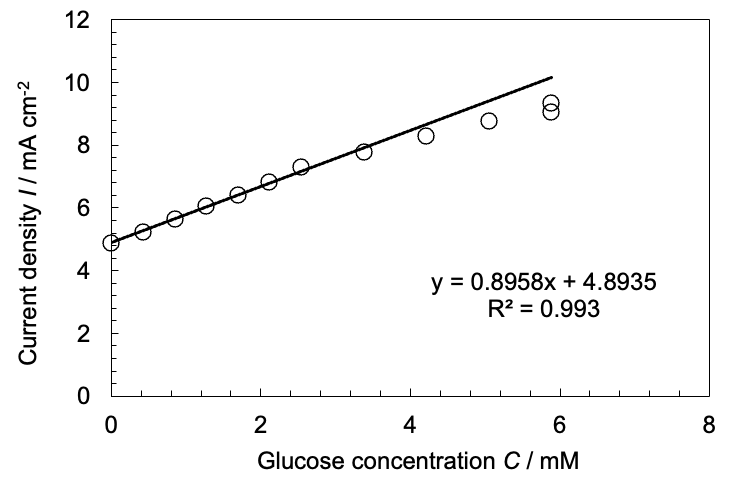 12
10
8
6
4
2
0
Current density I / mA cm-2
y = 0.8958x + 4.8935
R² = 0.993
0 2 4 6 8
Glucose concentration C / mM